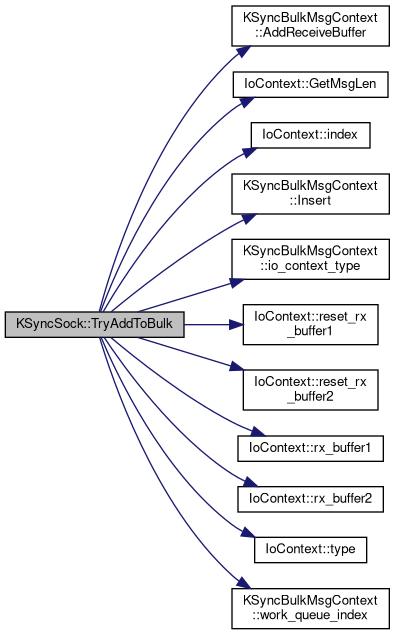 KSyncBulkMsgContext
::AddReceiveBuffer
IoContext::GetMsgLen
IoContext::index
KSyncBulkMsgContext
::Insert
KSyncBulkMsgContext
::io_context_type
KSyncSock::TryAddToBulk
IoContext::reset_rx
_buffer1
IoContext::reset_rx
_buffer2
IoContext::rx_buffer1
IoContext::rx_buffer2
IoContext::type
KSyncBulkMsgContext
::work_queue_index